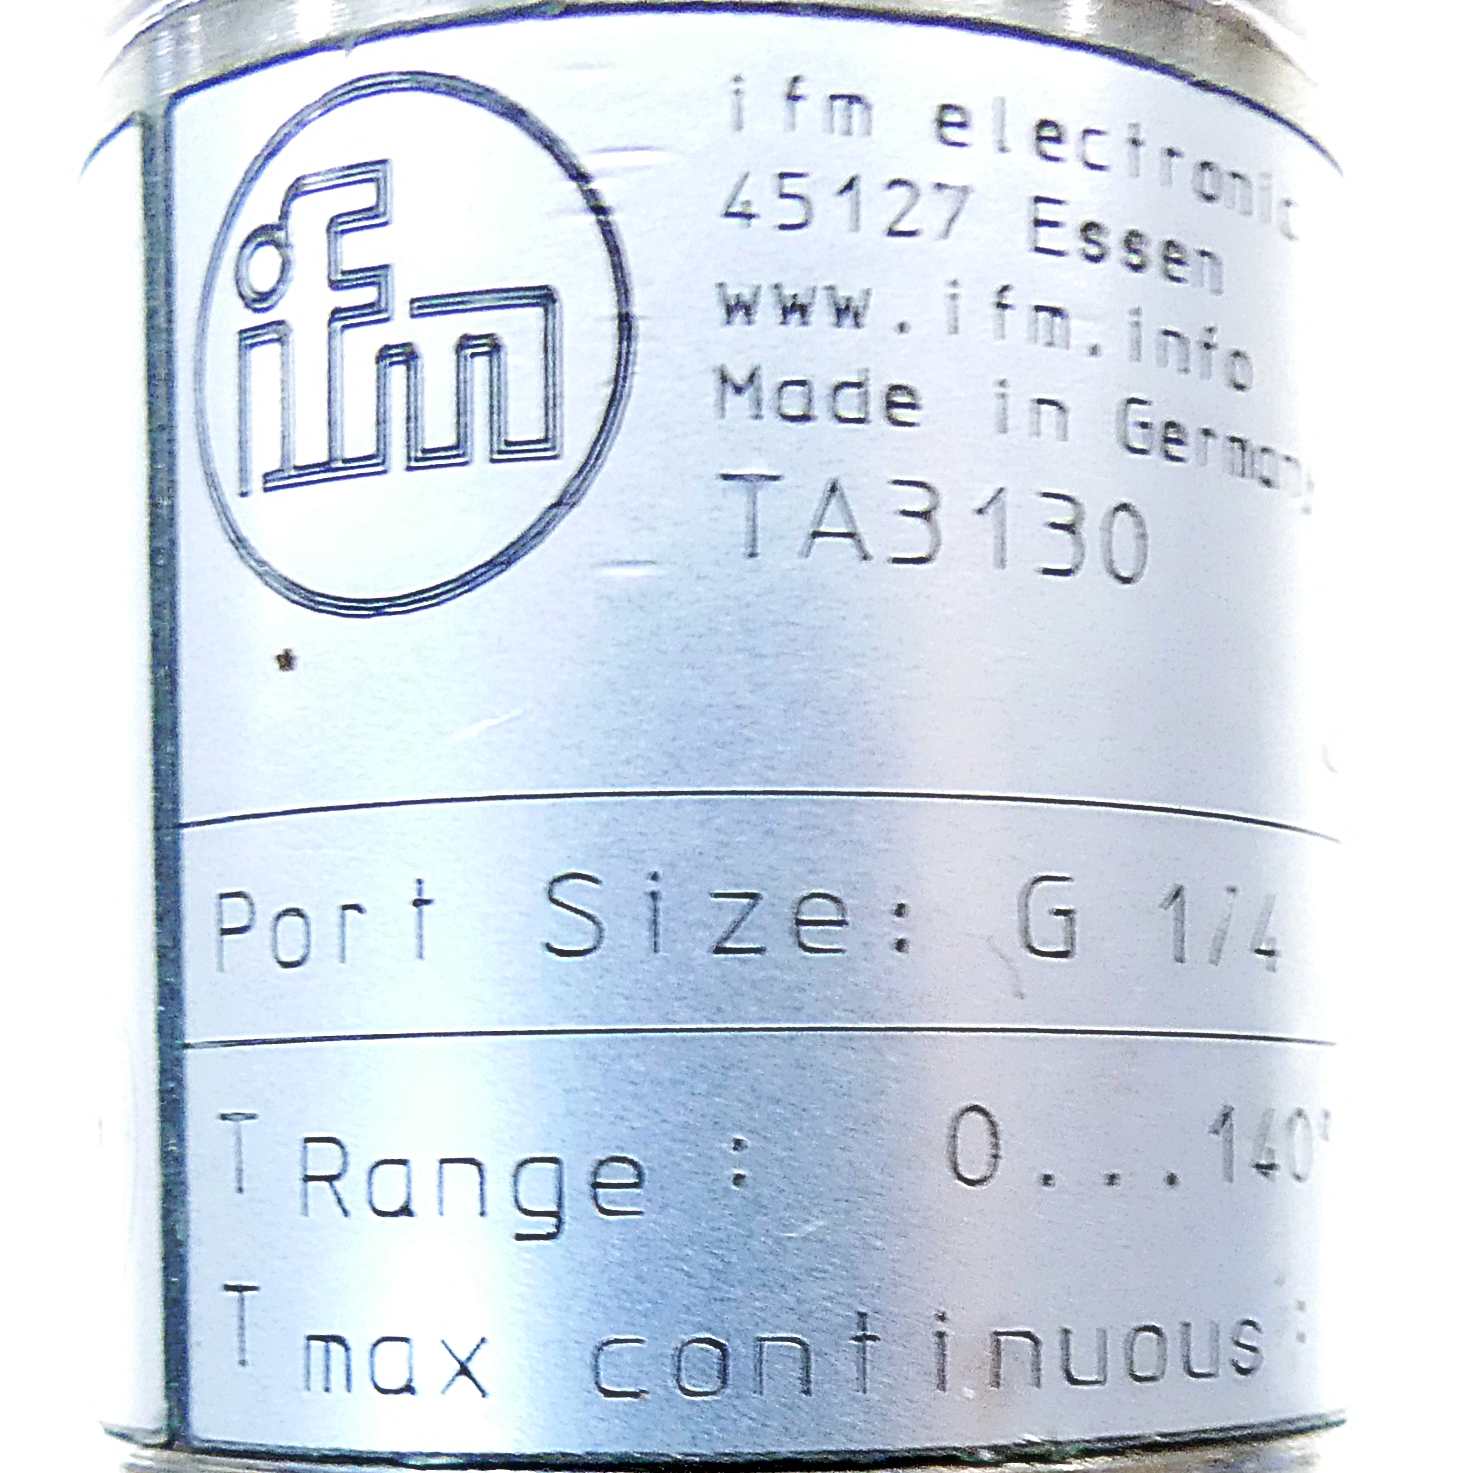 ifm
ifm electronic
45127 Essen
www.ifm.info
Made in Germany
TA3130
Port Size: G 1/4
T Range : 0...140°
T max continuous: